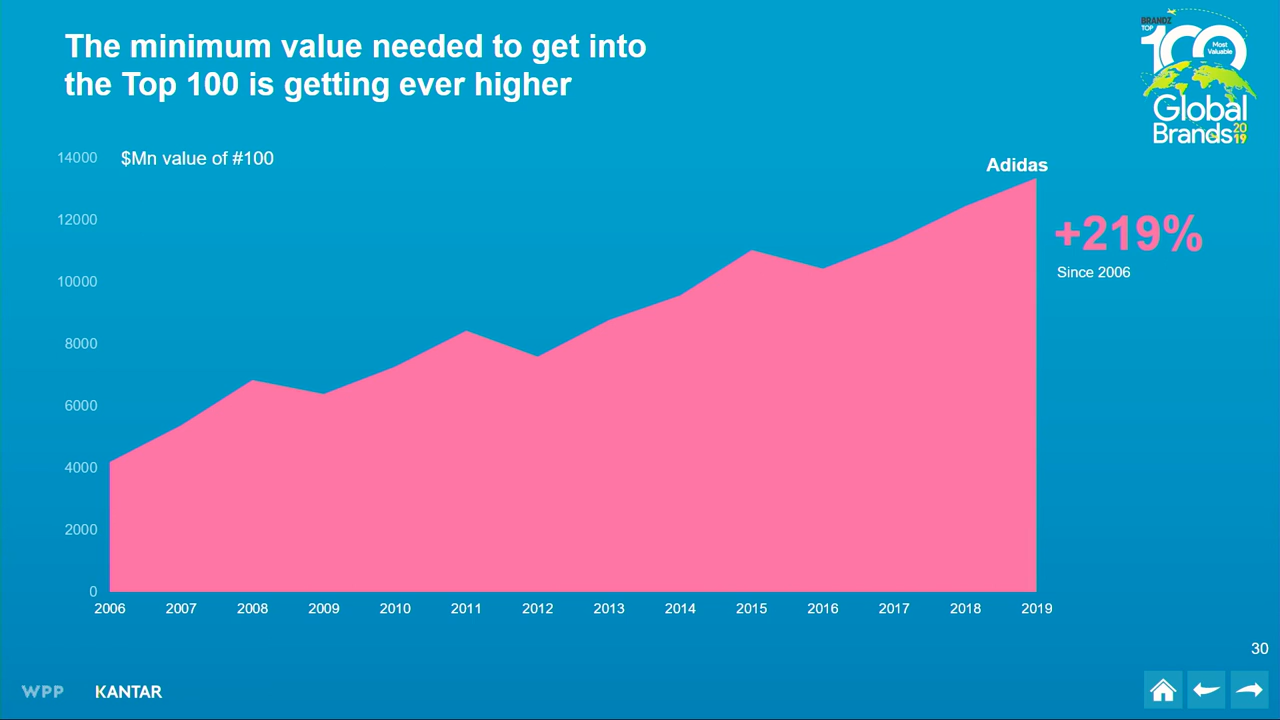 The minimum value needed to get into
the Top 100 is getting ever higher
BRANDZ
TOP
100
Most
Valuable
Global
Brands
20
19
$Mn value of #100
14000
12000
10000
8000
6000
4000
2000
0
Adidas
+219%
Since 2006
2006 2007 2008 2009 2010 2011 2012 2013 2014 2015 2016 2017 2018 2019
30
WPP KANTAR